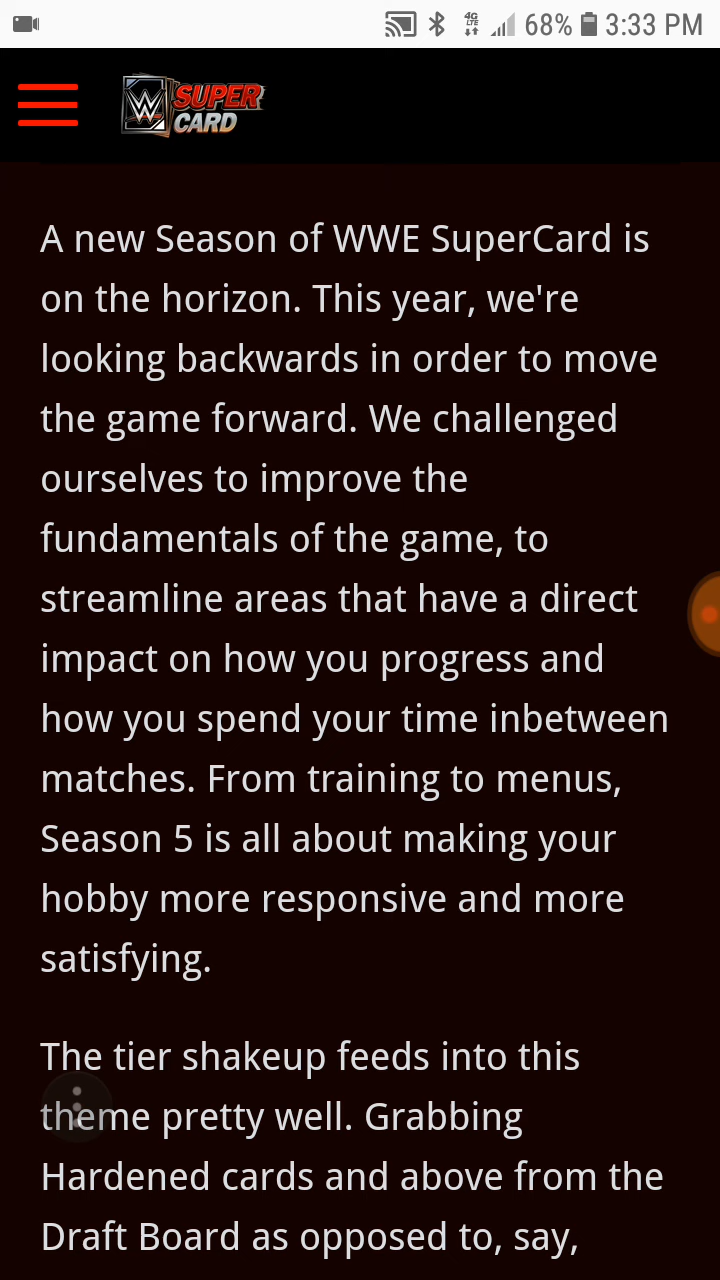 4G
LTE
68%
3:33 PM
W
SUPER
CARD
A new Season of WWE SuperCard is
on the horizon. This year, we're
looking backwards in order to move
the game forward. We challenged
ourselves to improve the
fundamentals of the game, to
streamline areas that have a direct
impact on how you progress and
how you spend your time inbetween
matches. From training to menus,
Season 5 is all about making your
hobby more responsive and more
satisfying.
The tier shakeup feeds into this
theme pretty well. Grabbing
Hardened cards and above from the
Draft Board as opposed to, say,